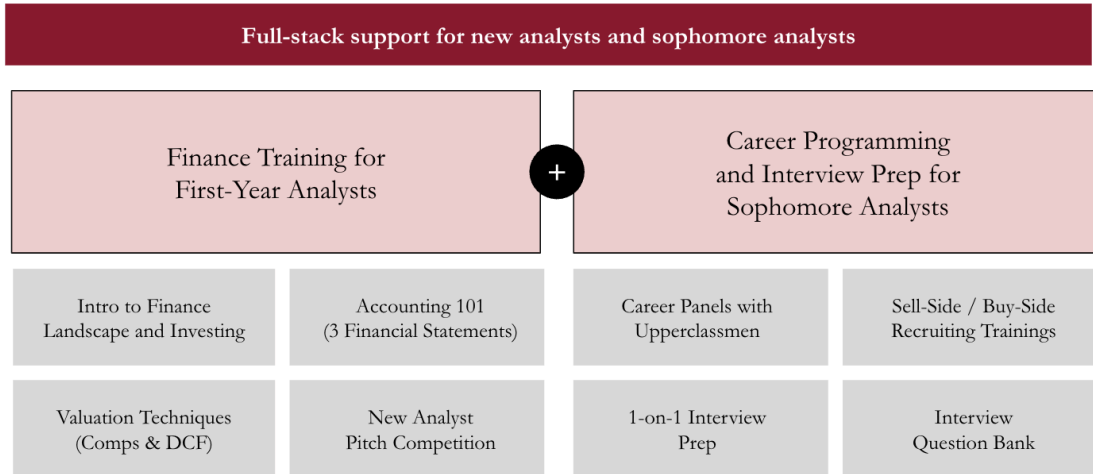 Full-stack support for new analysts and sophomore analysts
Finance Training for
First-Year Analysts
+
Career Programming
and Interview Prep for
Sophomore Analysts
Intro to Finance
Landscape and Investing
Accounting 101
(3 Financial Statements)
Career Panels with
Upperclassmen
Sell-Side / Buy-Side
Recruiting Trainings
Valuation Techniques
(Comps & DCF)
New Analyst
Pitch Competition
1-on-1 Interview
Prep
Interview
Question Bank